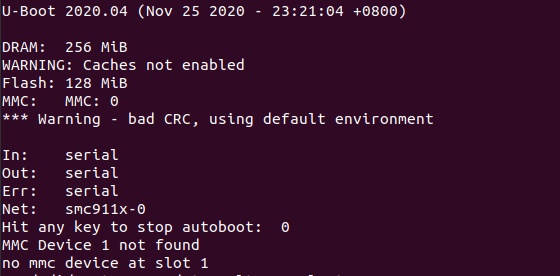 U-Boot 2020.04 (Nov 25 2020 - 23:21:04 +0800)
DRAM:  256 MiB
WARNING: Caches not enabled
Flash: 128 MiB
MMC:   MMC: 0
*** Warning - bad CRC, using default environment
In:    serial
Out:   serial
Err:   serial
Net:   smc911x-0
Hit any key to stop autoboot:  0
MMC Device 1 not found
no mmc device at slot 1